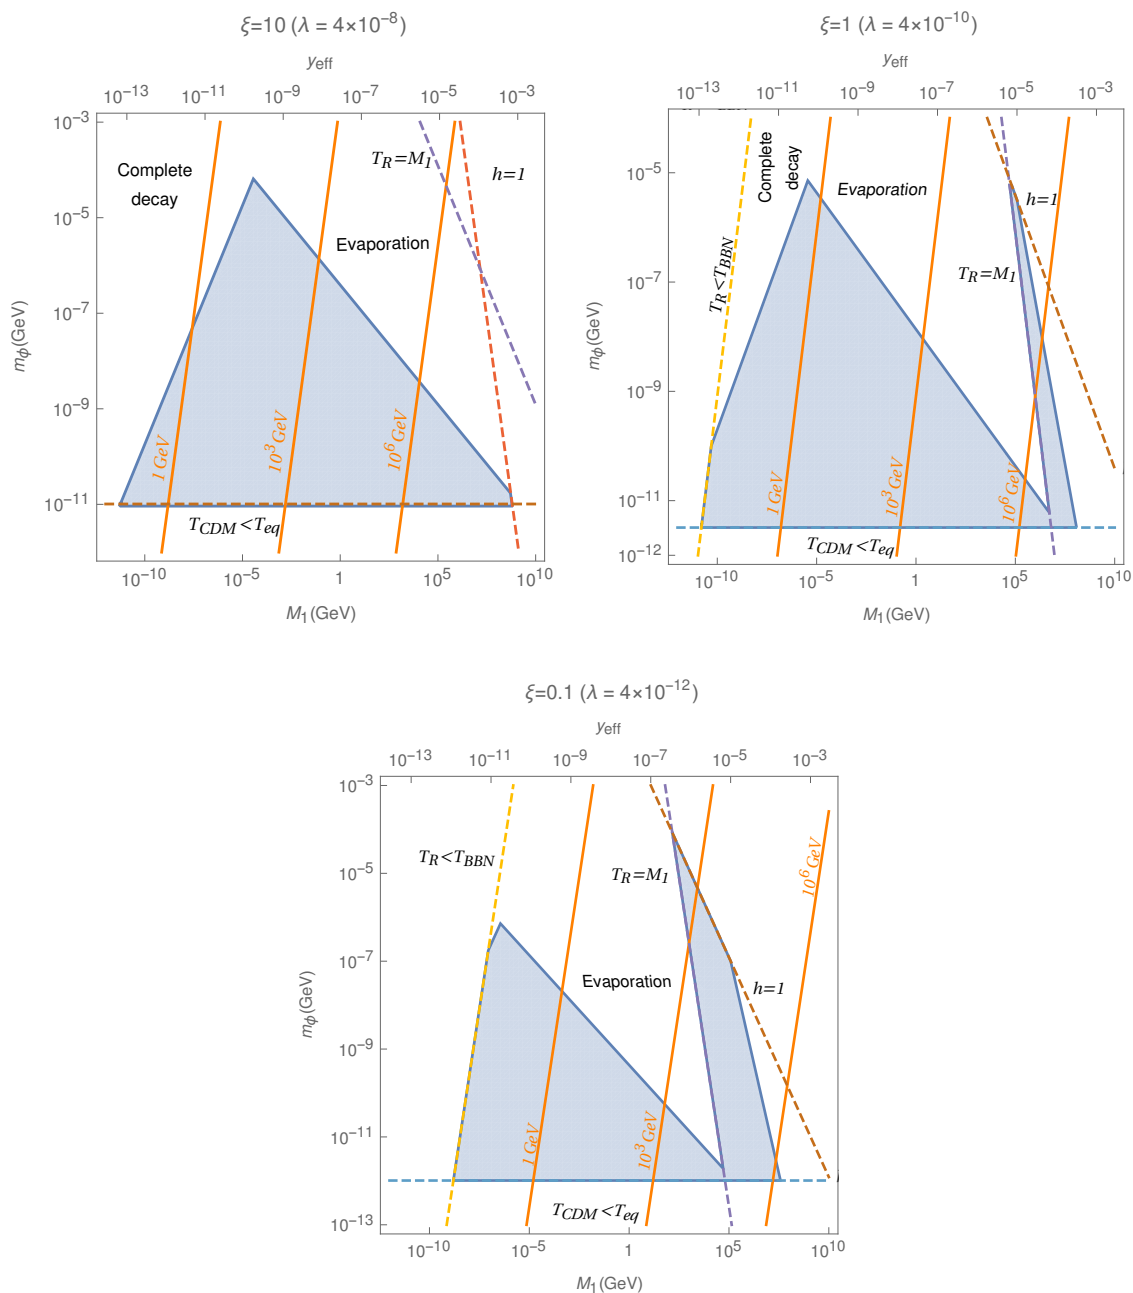 ξ=10 (λ = 4×10⁻⁸)
y_eff
10⁻¹³ 10⁻¹¹ 10⁻⁹ 10⁻⁷ 10⁻⁵ 10⁻³
10⁻³
10⁻⁵
10⁻⁷
10⁻⁹
10⁻¹¹
m_ϕ(GeV)
Complete
decay
T_R=M_1
h=1
Evaporation
1 GeV
10³ GeV
10⁶ GeV
T_CDM<T_eq
10⁻¹⁰ 10⁻⁵ 1 10⁵ 10¹⁰
M_1(GeV)
ξ=1 (λ = 4×10⁻¹⁰)
y_eff
10⁻¹³ 10⁻¹¹ 10⁻⁹ 10⁻⁷ 10⁻⁵ 10⁻³
10⁻⁵
10⁻⁷
10⁻⁹
10⁻¹¹
10⁻¹²
m_ϕ(GeV)
T_R<T_BBN
Complete
decay
Evaporation
h=1
T_R=M_1
1 GeV
10³ GeV
10⁶ GeV
T_CDM<T_eq
10⁻¹⁰ 10⁻⁵ 1 10⁵ 10¹⁰
M_1(GeV)
ξ=0.1 (λ = 4×10⁻¹²)
y_eff
10⁻¹³ 10⁻¹¹ 10⁻⁹ 10⁻⁷ 10⁻⁵ 10⁻³
10⁻³
10⁻⁵
10⁻⁷
10⁻⁹
10⁻¹¹
10⁻¹³
m_ϕ(GeV)
T_R<T_BBN
T_R=M_1
10⁶ GeV
Evaporation
h=1
1 GeV
10³ GeV
T_CDM<T_eq
10⁻¹⁰ 10⁻⁵ 1 10⁵ 10¹⁰
M_1(GeV)